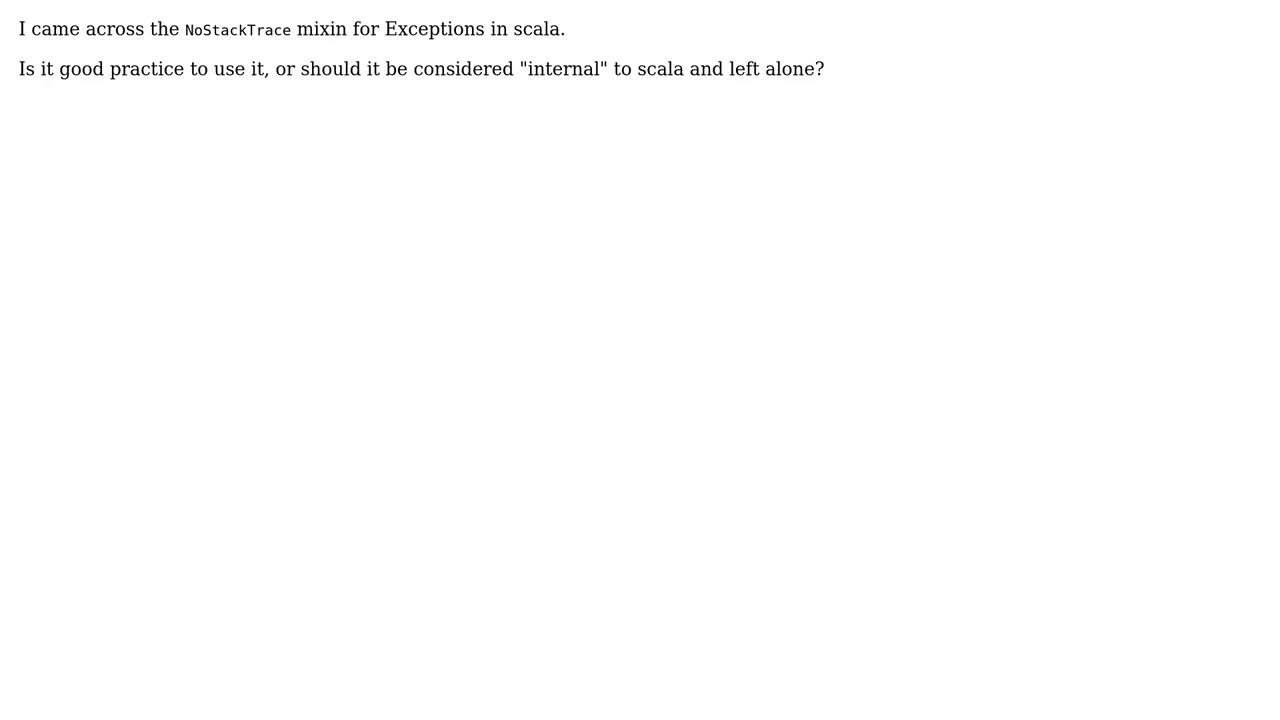 I came across the NoStackTrace mixin for Exceptions in scala.
Is it good practice to use it, or should it be considered "internal" to scala and left alone?